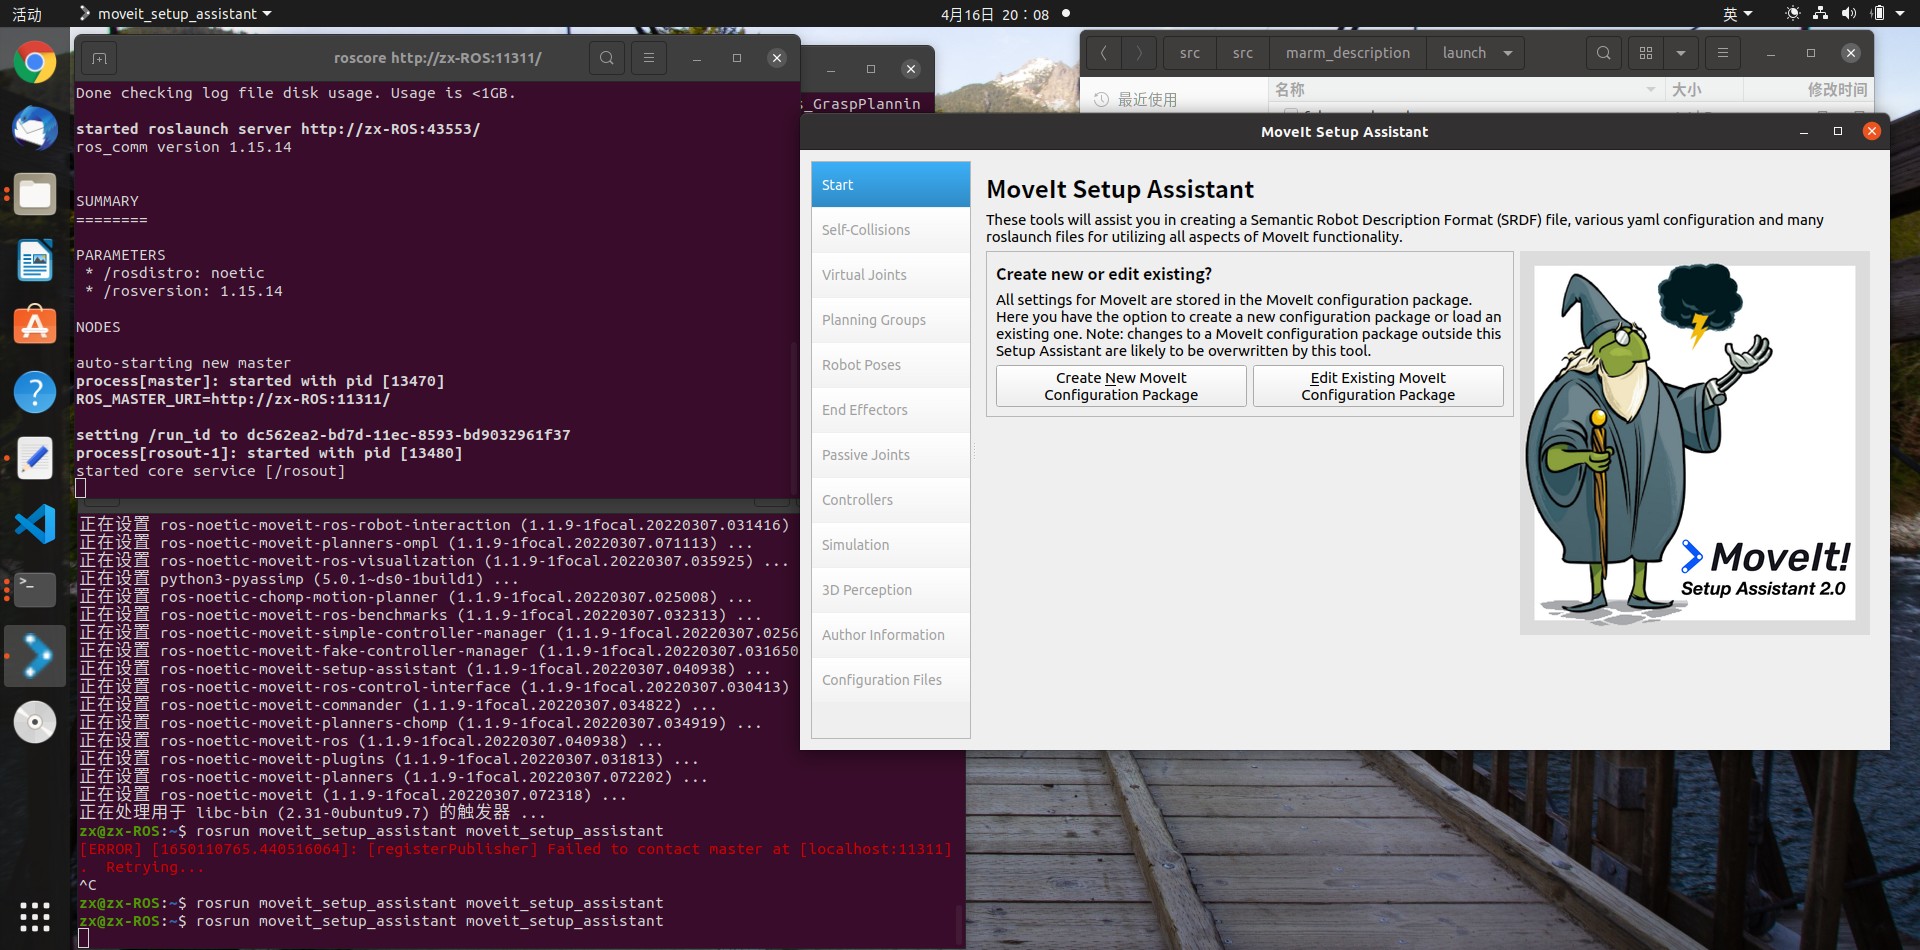 活动
moveit_setup_assistant
4月16日 20：08
英
roscore http://zx-ROS:11311/
Done checking log file disk usage. Usage is <1GB.
started roslaunch server http://zx-ROS:43553/
ros_comm version 1.15.14
SUMMARY
========
PARAMETERS
* /rosdistro: noetic
* /rosversion: 1.15.14
NODES
auto-starting new master
process[master]: started with pid [13470]
ROS_MASTER_URI=http://zx-ROS:11311/
setting /run_id to dc562ea2-bd7d-11ec-8593-bd9032961f37
process[rosout-1]: started with pid [13480]
started core service [/rosout]
s_GraspPlannin
src
src
marm_description
launch
最近使用
名称
大小
修改时间
正在设置 ros-noetic-moveit-ros-robot-interaction (1.1.9-1focal.20220307.031416)
正在设置 ros-noetic-moveit-planners-ompl (1.1.9-1focal.20220307.071113) ...
正在设置 ros-noetic-moveit-ros-visualization (1.1.9-1focal.20220307.035925) ...
正在设置 python3-pyassimp (5.0.1~ds0-1build1) ...
正在设置 ros-noetic-chomp-motion-planner (1.1.9-1focal.20220307.025008) ...
正在设置 ros-noetic-moveit-ros-benchmarks (1.1.9-1focal.20220307.032313) ...
正在设置 ros-noetic-moveit-simple-controller-manager (1.1.9-1focal.20220307.0256
正在设置 ros-noetic-moveit-fake-controller-manager (1.1.9-1focal.20220307.031650
正在设置 ros-noetic-moveit-setup-assistant (1.1.9-1focal.20220307.040938) ...
正在设置 ros-noetic-moveit-ros-control-interface (1.1.9-1focal.20220307.030413)
正在设置 ros-noetic-moveit-commander (1.1.9-1focal.20220307.034822) ...
正在设置 ros-noetic-moveit-planners-chomp (1.1.9-1focal.20220307.034919) ...
正在设置 ros-noetic-moveit-ros (1.1.9-1focal.20220307.040938) ...
正在设置 ros-noetic-moveit-plugins (1.1.9-1focal.20220307.031813) ...
正在设置 ros-noetic-moveit-planners (1.1.9-1focal.20220307.072202) ...
正在设置 ros-noetic-moveit (1.1.9-1focal.20220307.072318) ...
正在处理用于 libc-bin (2.31-0ubuntu9.7) 的触发器 ...
zx@zx-ROS:~$ rosrun moveit_setup_assistant moveit_setup_assistant
[ERROR] [1650110765.440516064]: [registerPublisher] Failed to contact master at [localhost:11311]
.  Retrying...
^C
zx@zx-ROS:~$ rosrun moveit_setup_assistant moveit_setup_assistant
zx@zx-ROS:~$ rosrun moveit_setup_assistant moveit_setup_assistant
MoveIt Setup Assistant
Start
Self-Collisions
Virtual Joints
Planning Groups
Robot Poses
End Effectors
Passive Joints
Controllers
Simulation
3D Perception
Author Information
Configuration Files
MoveIt Setup Assistant
These tools will assist you in creating a Semantic Robot Description Format (SRDF) file, various yaml configuration and many
roslaunch files for utilizing all aspects of MoveIt functionality.
Create new or edit existing?
All settings for MoveIt are stored in the MoveIt configuration package.
Here you have the option to create a new configuration package or load an
existing one. Note: changes to a MoveIt configuration package outside this
Setup Assistant are likely to be overwritten by this tool.
Create New MoveIt
Configuration Package
Edit Existing MoveIt
Configuration Package
MoveIt!
Setup Assistant 2.0